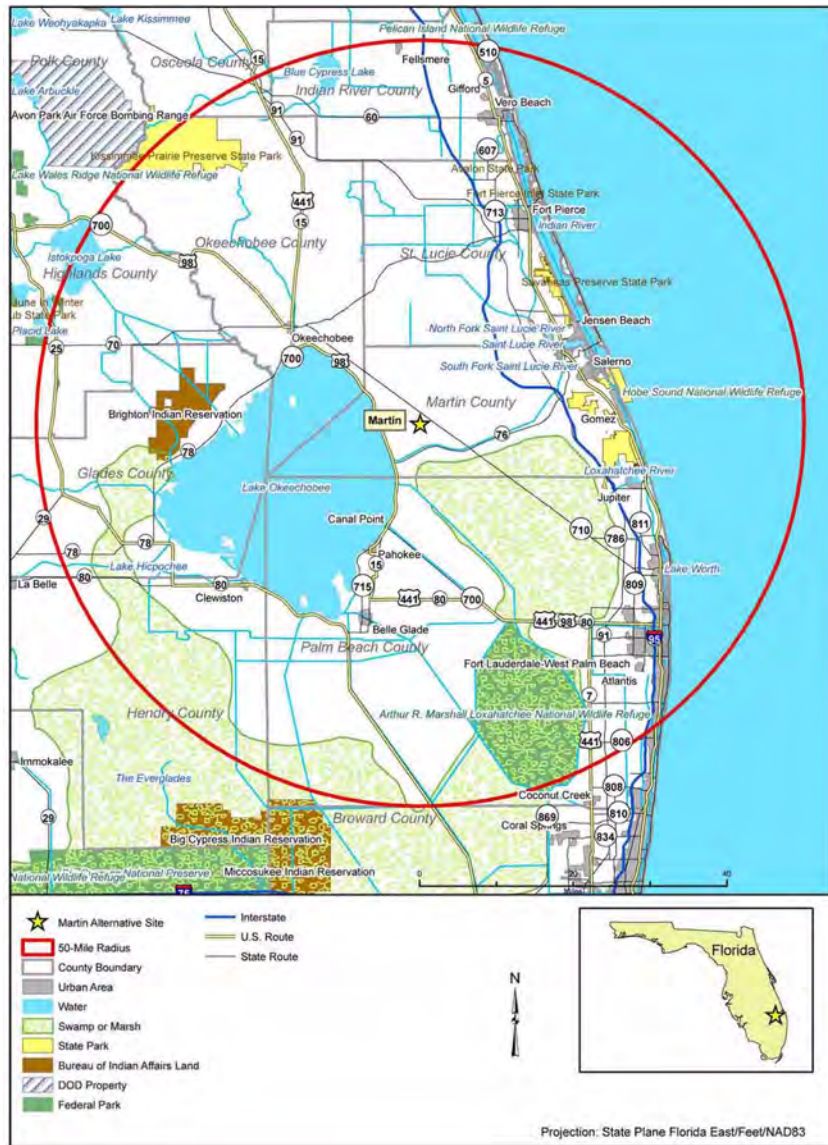 Lake Weohyakapka
Lake Kissimmee
Pelican Island National Wildlife Refuge
Polk County
Osceola County
15
Fellsmere
510
Blue Cypress Lake
5
Gifford
Lake Arbuckle
Indian River County
Vero Beach
Avon Park Air Force Bombing Range
91
60
91
607
Kissimmee Prairie Preserve State Park
Avalon State Park
Lake Wales Ridge National Wildlife Refuge
441
Fort Pierce Inlet State Park
700
15
713
Fort Pierce
Indian River
Okeechobee County
St. Lucie County
Istokpoga Lake
98
Highlands County
Savannas Preserve State Park
June in Winter
ub State Park
Jensen Beach
Placid Lake
North Fork Saint Lucie River
Okeechobee
Saint Lucie River
25
70
700
98
South Fork Saint Lucie River
Salerno
Hobe Sound National Wildlife Refuge
Martin County
Brighton Indian Reservation
Martin
Gomez
76
78
Glades County
Loxahatchee River
Lake Okeechobee
Jupiter
29
Canal Point
710
811
78
786
78
Pahokee
Lake Hicpochee
15
Lake Worth
La Belle
80
80
715
809
Clewiston
441
80
700
Belle Glade
441
98
80
91
95
Palm Beach County
Fort Lauderdale-West Palm Beach
Atlantis
7
Hendry County
Arthur R. Marshall Loxahatchee National Wildlife Refuge
441
806
Immokalee
The Everglades
808
Coconut Creek
29
Broward County
869
810
Coral Springs
834
Big Cypress Indian Reservation
National Wildlife Refuge
National Preserve
Miccosukee Indian Reservation
75
0
20
40
Martin Alternative Site
50-Mile Radius
County Boundary
Urban Area
Water
Swamp or Marsh
State Park
Bureau of Indian Affairs Land
DOD Property
Federal Park
Interstate
U.S. Route
State Route
N
Florida
Projection: State Plane Florida East/Feet/NAD83